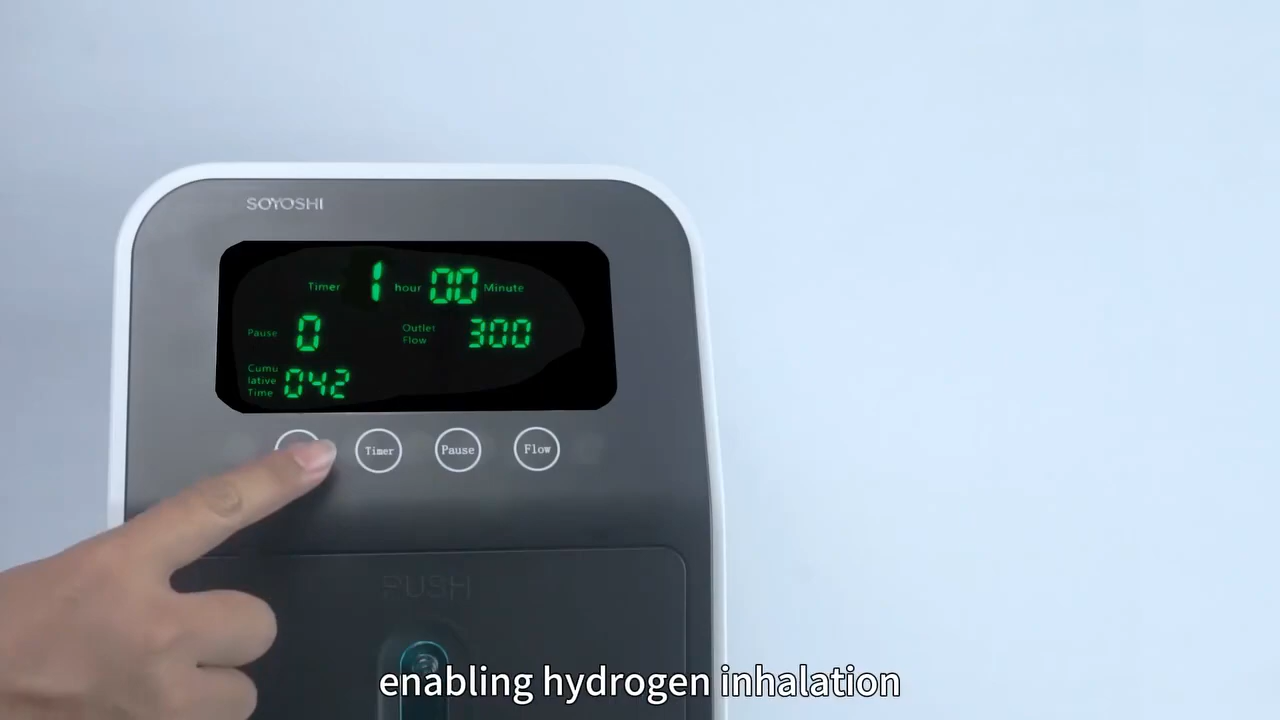 SOYOSHI
Timer 1 hour 00 Minute
Pause 0 Outlet Flow 300
Cumu
lative
Time 042
Timer Pause Flow
PUSH
enabling hydrogen inhalation